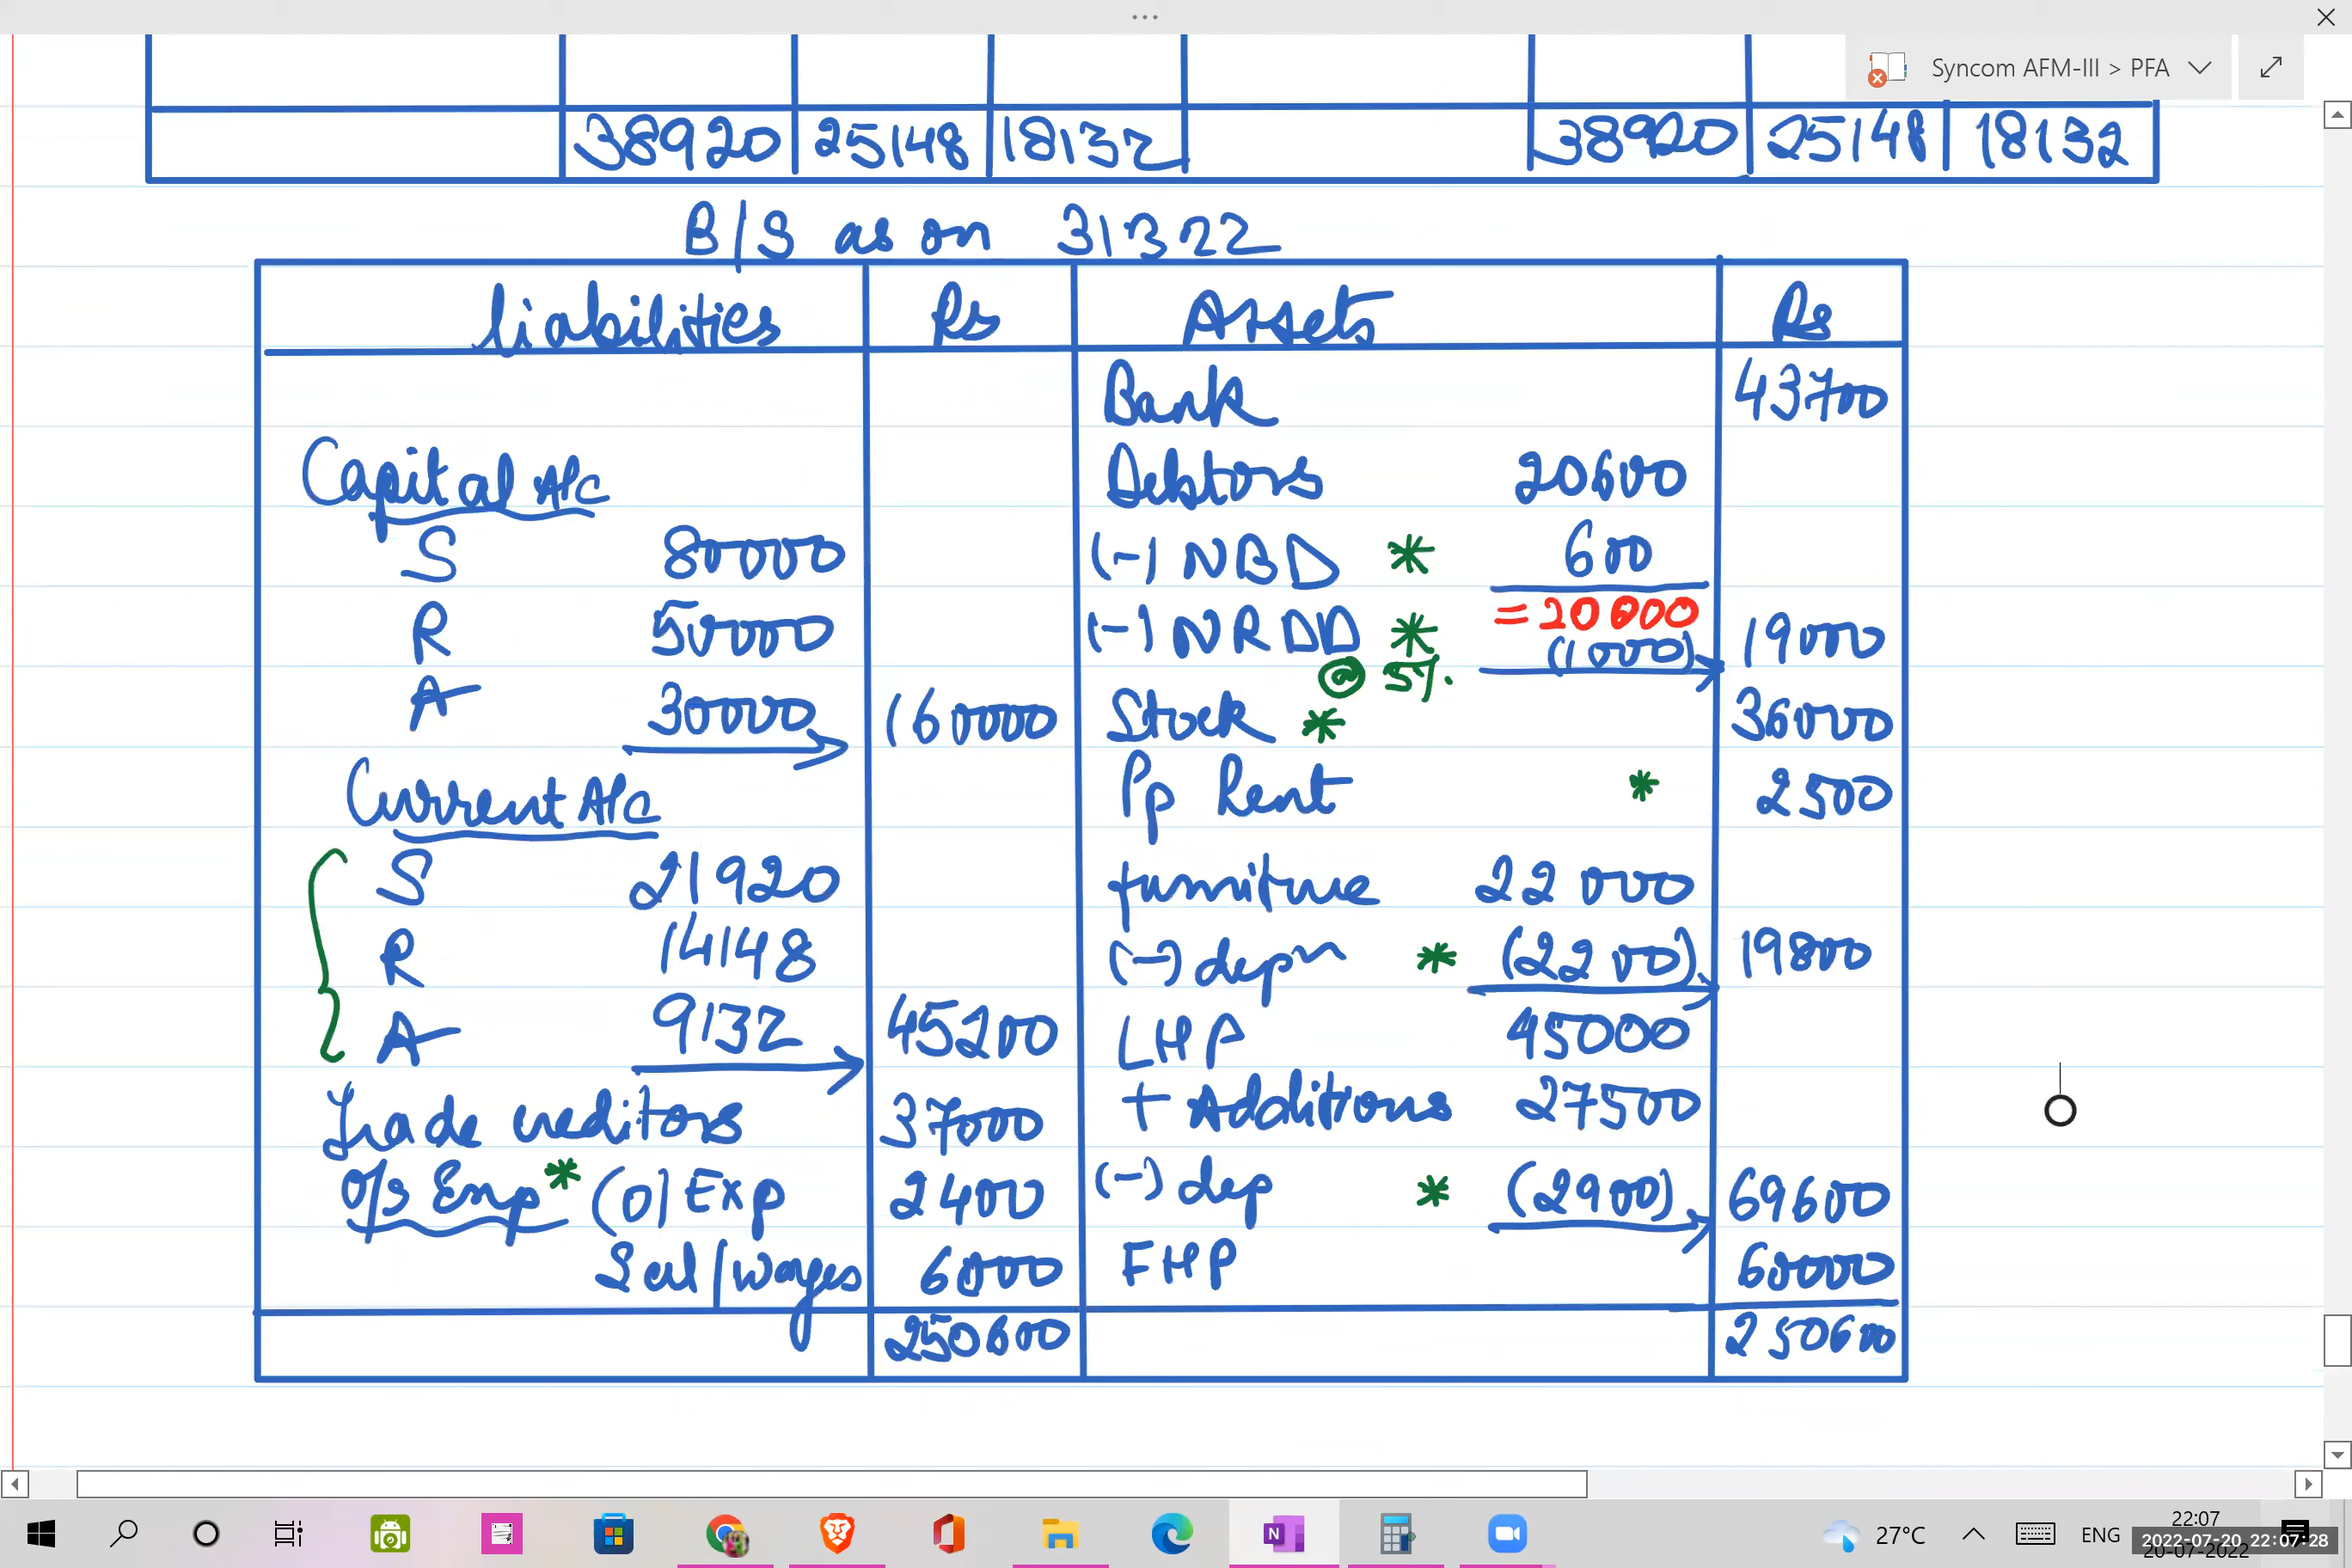 Syncom AFM-III > PFA
38920 25148 18132 38920 25148 18132
B/S as on 31322
Liabilities Rs Assets Rs
Bank 43700
Capital A/c Debtors 20600
S 80000 (-) NBD * 600
= 20000
R 50000 (-) NRDD * (1000) 19000
@ 5%.
A 30000 160000 Stock * 36000
Current A/c Pp Rent * 2500
S 21920 furniture 22000
R 14148 (-) depn * (2200) 19800
A 9132 45200 LHP 45000
Trade creditors 37000 + Additions 27500
O/s Exp * (O) Exp 2400 (-) dep * (2900) 69600
Sal/wages 6000 FHP 60000
250600 250600
27°C ENG 22:07
2022-07-20 22:07:28